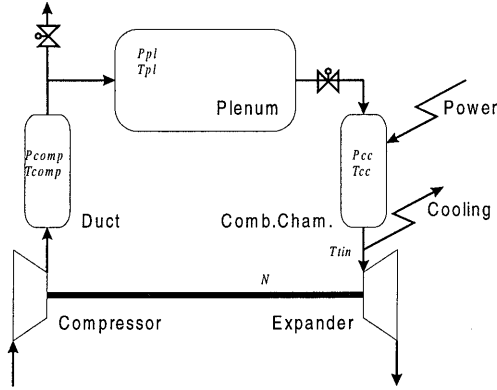 Ppl
Tpl
Plenum
Power
Pcomp
Tcomp
Pcc
Tcc
Duct
Comb.Cham.
Cooling
Ttin
N
Compressor
Expander